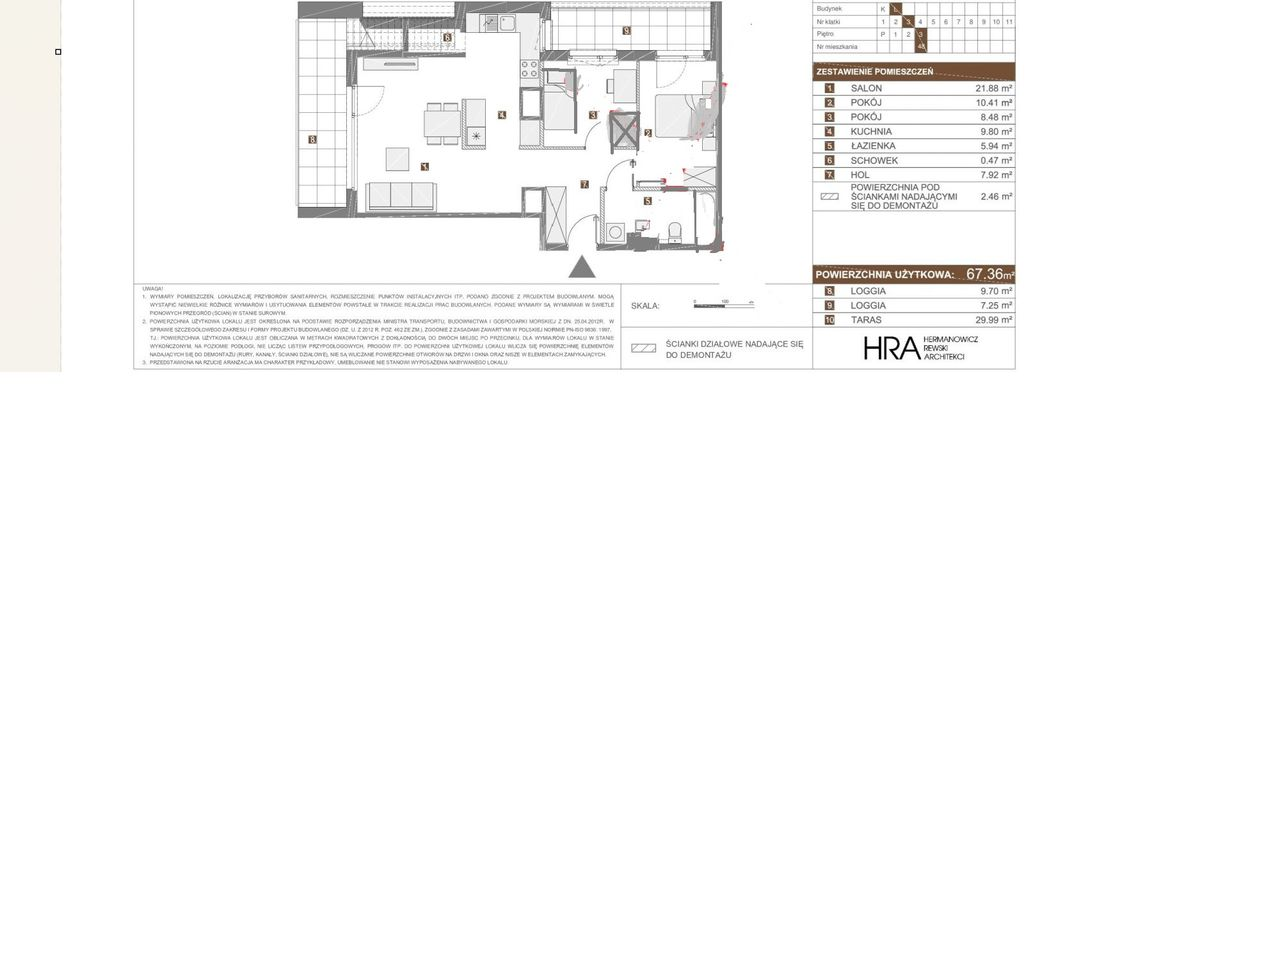 Budynek K L
Nr klatki 1 2 3 4 5 6 7 8 9 10 11
Piętro P 1 2 3
Nr mieszkania 48
ZESTAWIENIE POMIESZCZEŃ
1. SALON 21.88 m²
2. POKÓJ 10.41 m²
3. POKÓJ 8.48 m²
4. KUCHNIA 9.80 m²
5. ŁAZIENKA 5.94 m²
6 SCHOWEK 0.47 m²
7. HOL 7.92 m²
POWIERZCHNIA POD
ŚCIANKAMI NADAJĄCYMI 2.46 m²
SIĘ DO DEMONTAŻU
POWIERZCHNIA UŻYTKOWA: 67.36m²
8. LOGGIA 9.70 m²
9 LOGGIA 7.25 m²
10 TARAS 29.99 m²
6.
9.
8.
4.
3.
2.
1.
7.
5.
UWAGA!
1. WYMIARY POMIESZCZEŃ, LOKALIZACJĘ PRZYBORÓW SANITARNYCH, ROZMIESZCZENIE PUNKTÓW INSTALACYJNYCH ITP. PODANO ZGODNIE Z PROJEKTEM BUDOWLANYM. MOGĄ
WYSTĄPIĆ NIEWIELKIE RÓŻNICE WYMIARÓW I USYTUOWANIA ELEMENTÓW POWSTAŁE W TRAKCIE REALIZACJI PRAC BUDOWLANYCH. PODANE WYMIARY SĄ WYMIARAMI W ŚWIETLE
PIONOWYCH PRZEGRÓD (ŚCIAN) W STANIE SUROWYM.
2. POWIERZCHNIA UŻYTKOWA LOKALU JEST OKREŚLONA NA PODSTAWIE ROZPORZĄDZENIA MINISTRA TRANSPORTU, BUDOWNICTWA I GOSPODARKI MORSKIEJ Z DN. 25.04.2012R. W
SPRAWIE SZCZEGÓŁOWEGO ZAKRESU I FORMY PROJEKTU BUDOWLANEGO (DZ. U. Z 2012 R. POZ. 462 ZE ZM.), ZGODNIE Z ZASADAMI ZAWARTYMI W POLSKIEJ NORMIE PN-ISO 9836: 1997,
TJ.: POWIERZCHNIA UŻYTKOWA LOKALU JEST OBLICZANA W METRACH KWADRATOWYCH Z DOKŁADNOŚCIĄ DO DWÓCH MIEJSC PO PRZECINKU, DLA WYMIARÓW LOKALU W STANIE
WYKOŃCZONYM, NA POZIOMIE PODŁOGI, NIE LICZĄC LISTEW PRZYPODŁOGOWYCH, PROGÓW ITP. DO POWIERZCHNI UŻYTKOWEJ LOKALU WLICZA SIĘ POWIERZCHNIĘ ELEMENTÓW
NADAJĄCYCH SIĘ DO DEMONTAŻU (RURY, KANAŁY, ŚCIANKI DZIAŁOWE), NIE SĄ WLICZANE POWIERZCHNIE OTWORÓW NA DRZWI I OKNA ORAZ NISZE W ELEMENTACH ZAMYKAJĄCYCH.
3. PRZEDSTAWIONA NA RZUCIE ARANŻACJA MA CHARAKTER PRZYKŁADOWY, UMEBLOWANIE NIE STANOWI WYPOSAŻENIA NABYWANEGO LOKALU.
SKALA: 0 100
ŚCIANKI DZIAŁOWE NADAJĄCE SIĘ
DO DEMONTAŻU
HRA HERMANOWICZ
REWSKI
ARCHITEKCI